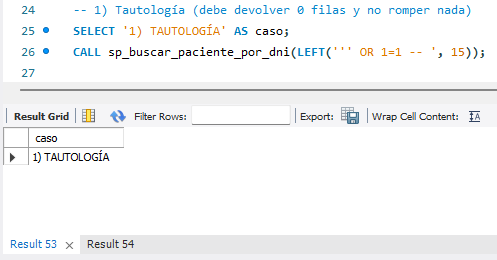 24 -- 1) Tautología (debe devolver 0 filas y no romper nada)
25 SELECT '1) TAUTOLOGÍA' AS caso;
26 CALL sp_buscar_paciente_por_dni(LEFT(''' OR 1=1 -- ', 15));
27
Result Grid Filter Rows: Export: Wrap Cell Content: IA
caso
1) TAUTOLOGÍA
Result 53 × Result 54